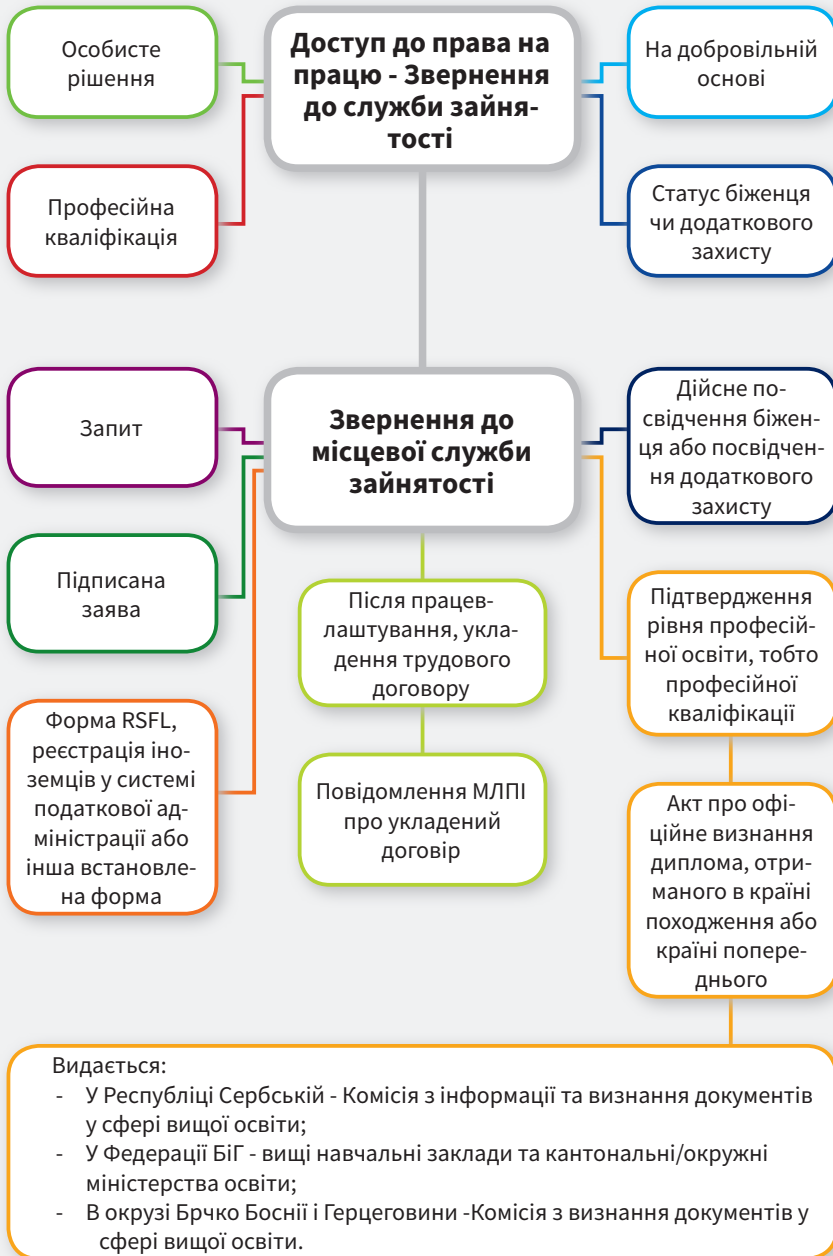 Особисте
рішення
Доступ до права на
працю - Звернення
до служби зайня-
тості
На добровільній
основі
Професійна
кваліфікація
Статус біженця
чи додаткового
захисту
Запит
Звернення до
місцевої служби
зайнятості
Дійсне по-
свідчення біжен-
ця або посвідчен-
ня додаткового
захисту
Підписана
заява
Після працев-
лаштування, укла-
дення трудового
договору
Підтвердження
рівня професій-
ної освіти, тобто
професійної
кваліфікації
Форма RSFL,
реєстрація іно-
земців у системі
податкової ад-
міністрації або
інша встановле-
на форма
Повідомлення МЛПІ
про укладений
договір
Акт про офі-
ційне визнання
диплома, отри-
маного в країні
походження або
країні попере-
днього
Видається:
- У Республіці Сербській - Комісія з інформації та визнання документів
у сфері вищої освіти;
- У Федерації БіГ - вищі навчальні заклади та кантональні/окружні
міністерства освіти;
- В окрузі Брчко Боснії і Герцеговини -Комісія з визнання документів у
сфері вищої освіти.